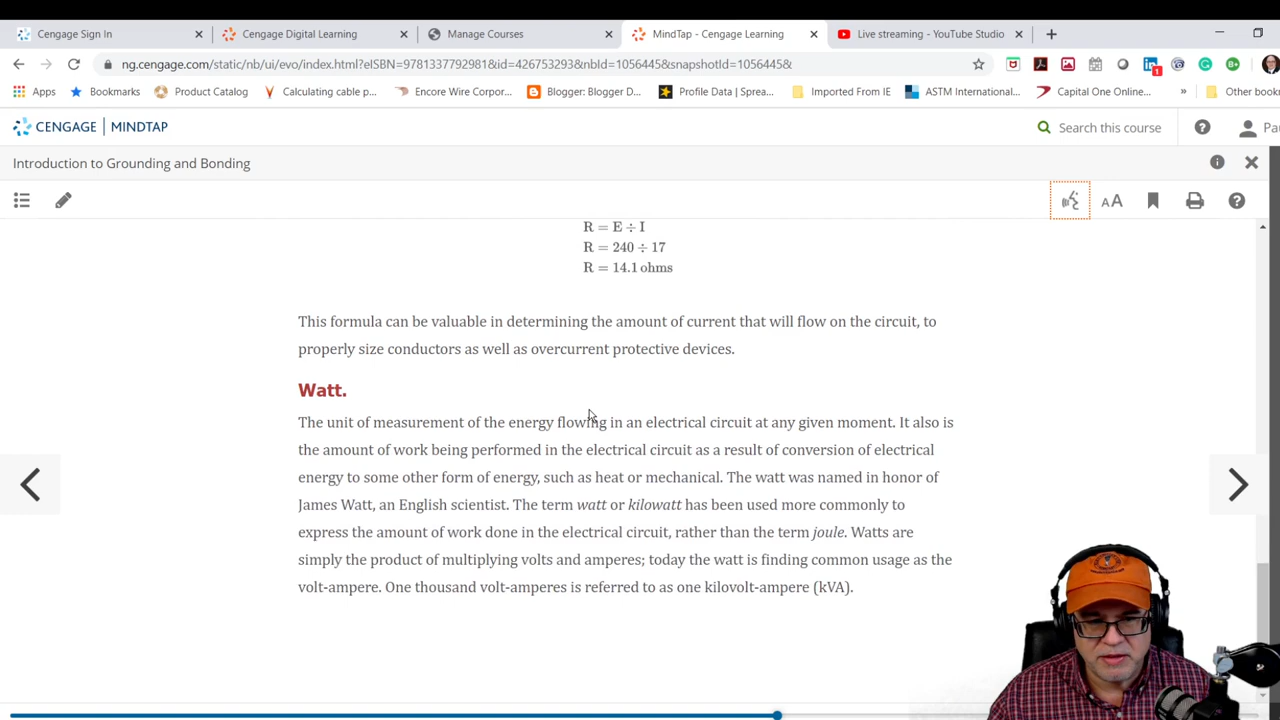 Cengage Sign In
Cengage Digital Learning
Manage Courses
MindTap - Cengage Learning
Live streaming - YouTube Studio
ng.cengage.com/static/nb/ui/evo/index.html?eISBN=9781337792981&id=426753293&nbId=1056445&snapshotId=1056445&
1
Apps
Bookmarks
Product Catalog
Calculating cable p...
Encore Wire Corpor...
Blogger: Blogger D...
Profile Data | Sprea...
Imported From IE
ASTM International...
Capital One Online...
»
Other book
CENGAGE | MINDTAP
Search this course
Pa
Introduction to Grounding and Bonding
AA
R = E ÷ I
R = 240 ÷ 17
R = 14.1 ohms
This formula can be valuable in determining the amount of current that will flow on the circuit, to
properly size conductors as well as overcurrent protective devices.
Watt.
The unit of measurement of the energy flowing in an electrical circuit at any given moment. It also is
the amount of work being performed in the electrical circuit as a result of conversion of electrical
energy to some other form of energy, such as heat or mechanical. The watt was named in honor of
James Watt, an English scientist. The term watt or kilowatt has been used more commonly to
express the amount of work done in the electrical circuit, rather than the term joule. Watts are
simply the product of multiplying volts and amperes; today the watt is finding common usage as the
volt-ampere. One thousand volt-amperes is referred to as one kilovolt-ampere (kVA).